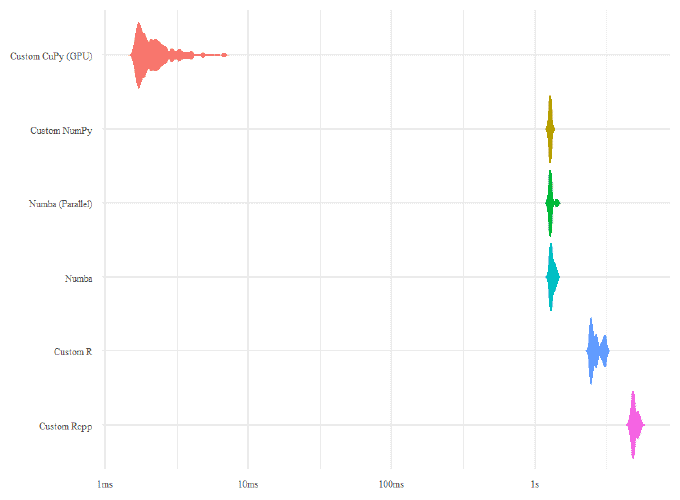 Custom CuPy (GPU)
Custom NumPy
Numba (Parallel)
Numba
Custom R
Custom Rcpp
1ms 10ms 100ms 1s